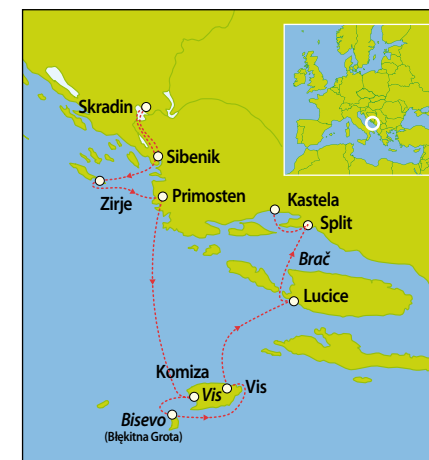 Skradin
Sibenik
Zirje
Primosten
Kastela
Split
Brač
Lucice
Komiza
Vis
Vis
Bisevo
(Błękitna Grota)